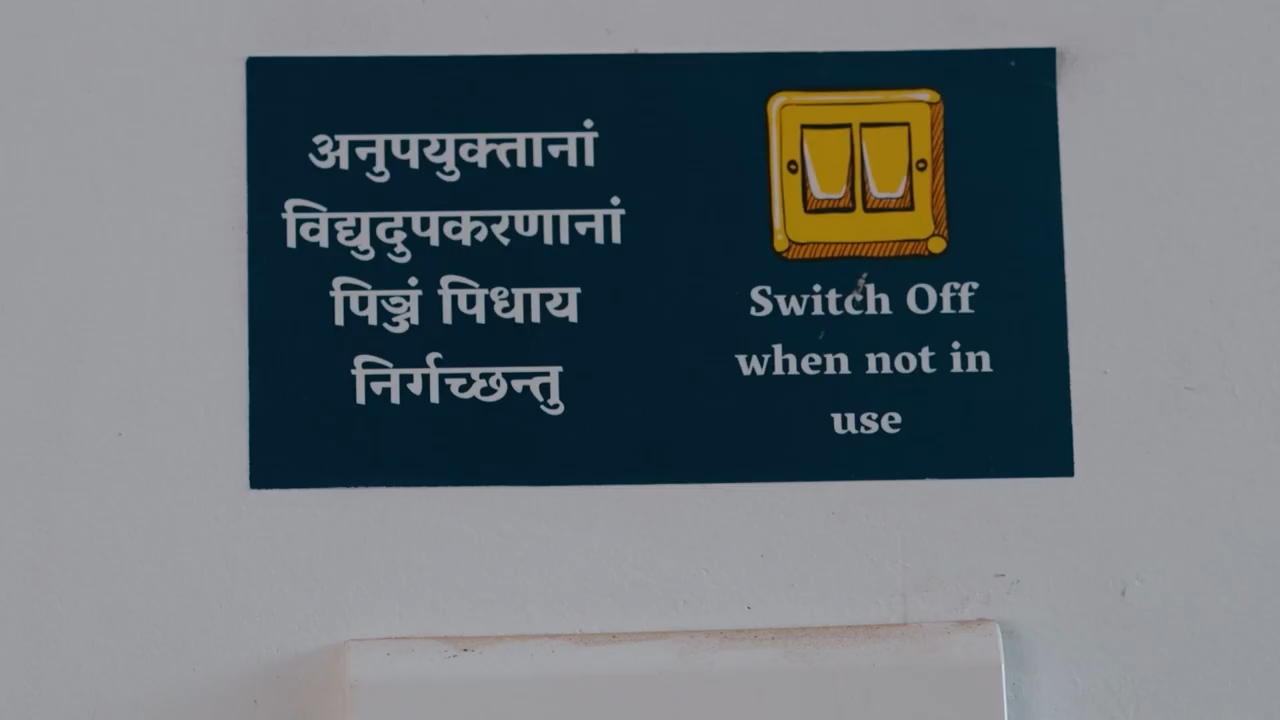 अनुपयुक्तानां
विद्युदुपकरणानां
पिञ्जं पिधाय
निर्गच्छन्तु
Switch Off
when not in
use